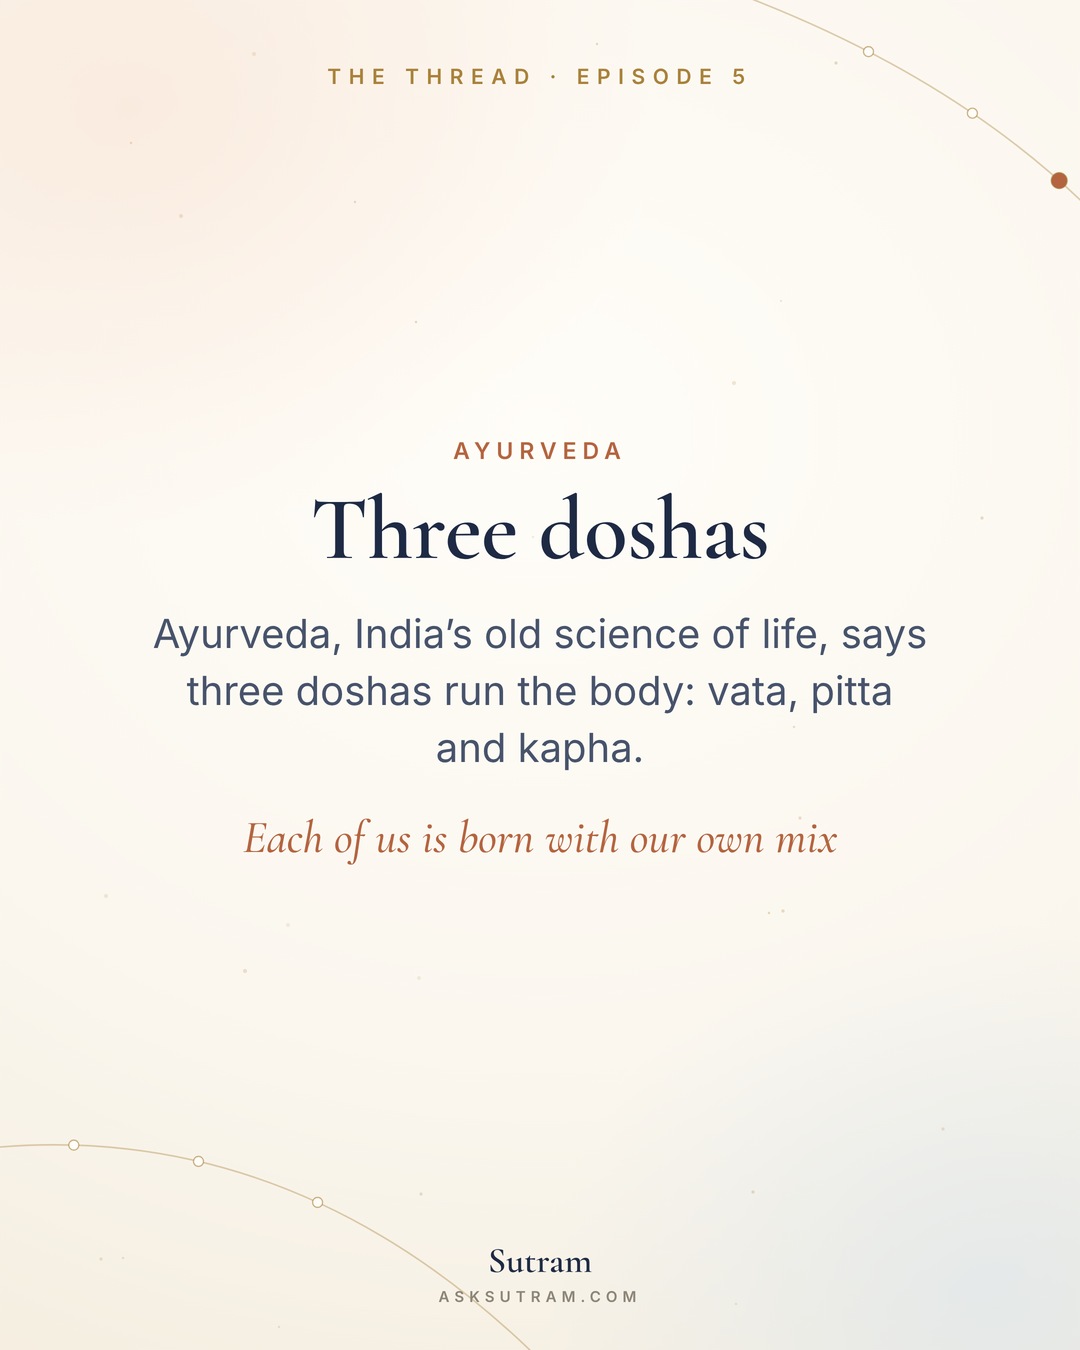 THE THREAD · EPISODE 5
AYURVEDA
Three doshas
Ayurveda, India’s old science of life, says
three doshas run the body: vata, pitta
and kapha.
Each of us is born with our own mix
Sutram
ASKSUTRAM.COM